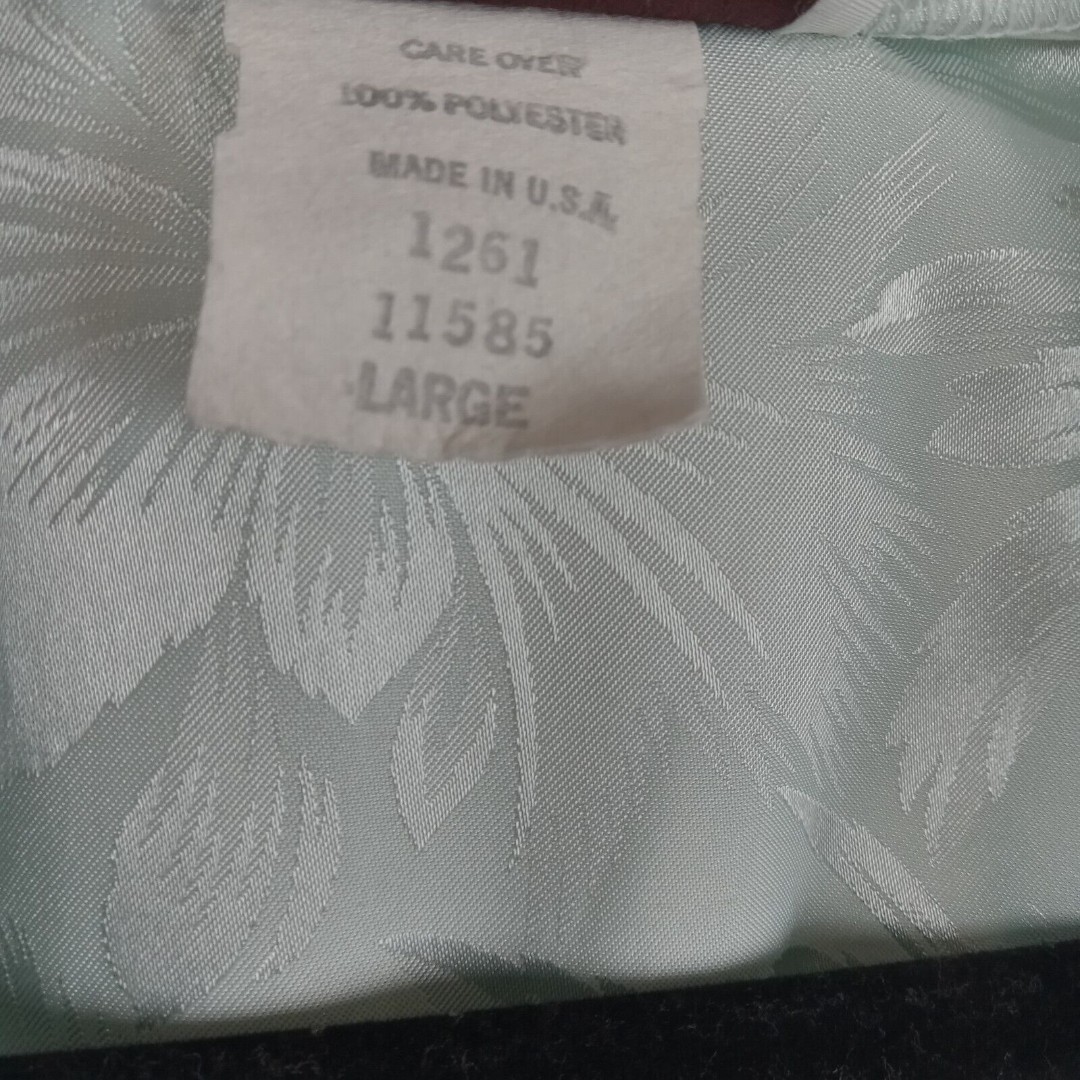 CARE OVER
100% POLYESTER
MADE IN U.S.A.
1261
11585
LARGE